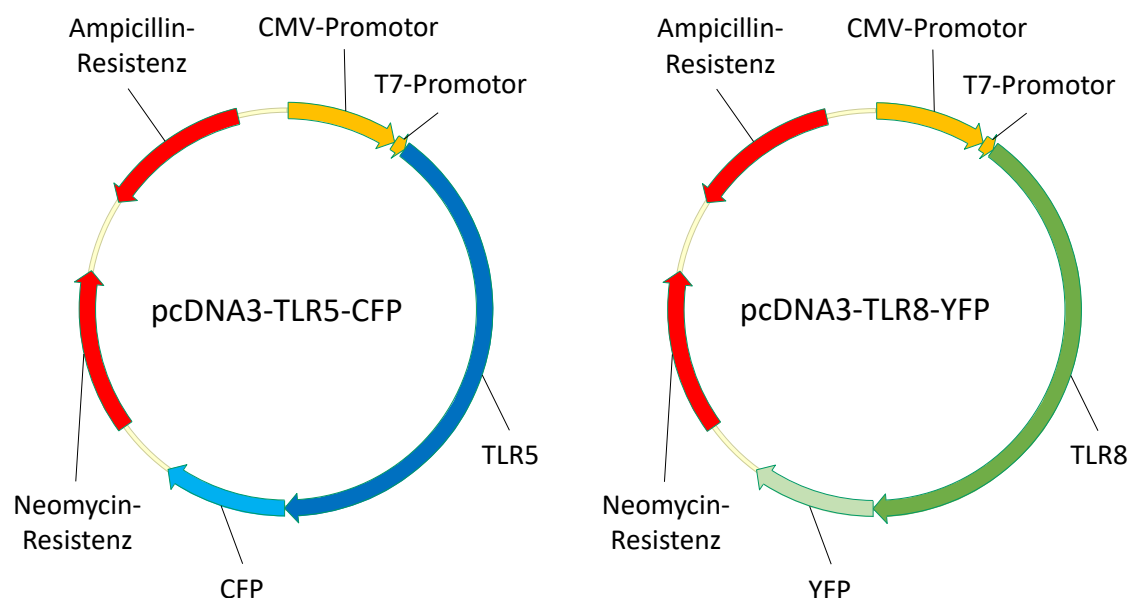 Ampicillin-
Resistenz
CMV-Promotor
T7-Promotor
pcDNA3-TLR5-CFP
TLR5
Neomycin-
Resistenz
CFP
Ampicillin-
Resistenz
CMV-Promotor
T7-Promotor
pcDNA3-TLR8-YFP
TLR8
Neomycin-
Resistenz
YFP